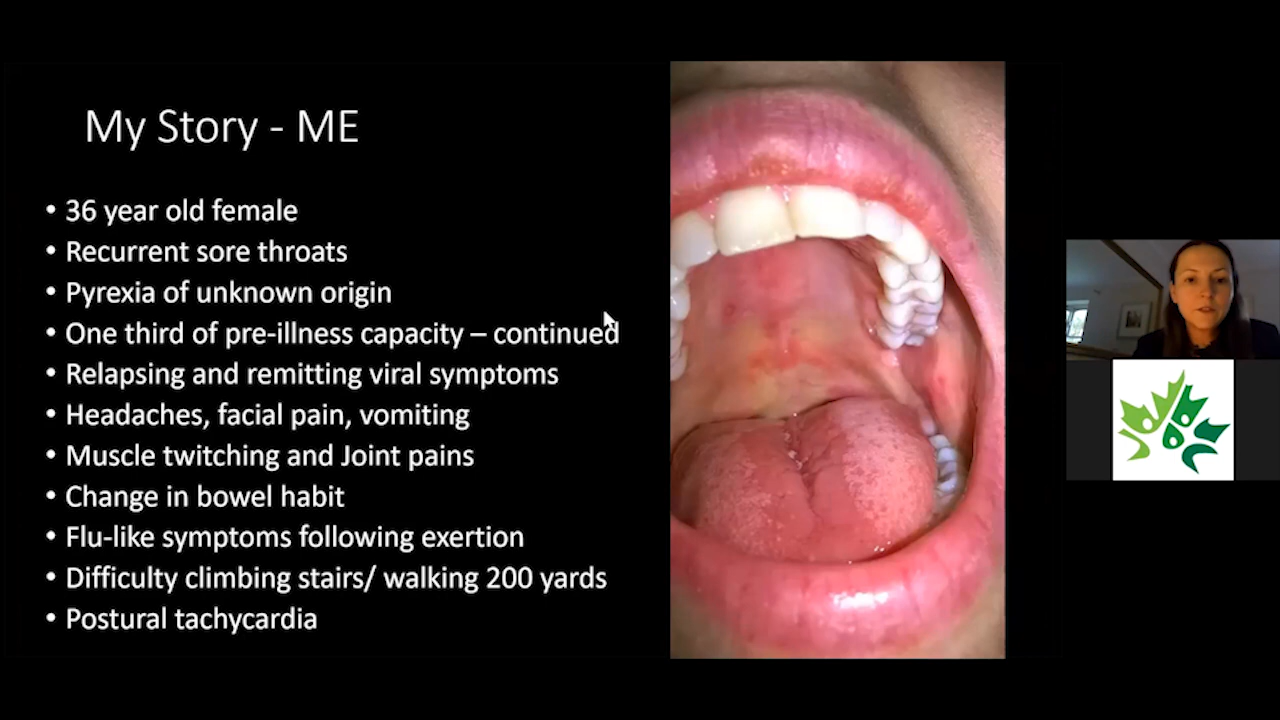 My Story - ME
• 36 year old female
• Recurrent sore throats
• Pyrexia of unknown origin
• One third of pre-illness capacity – continued
• Relapsing and remitting viral symptoms
• Headaches, facial pain, vomiting
• Muscle twitching and Joint pains
• Change in bowel habit
• Flu-like symptoms following exertion
• Difficulty climbing stairs/ walking 200 yards
• Postural tachycardia